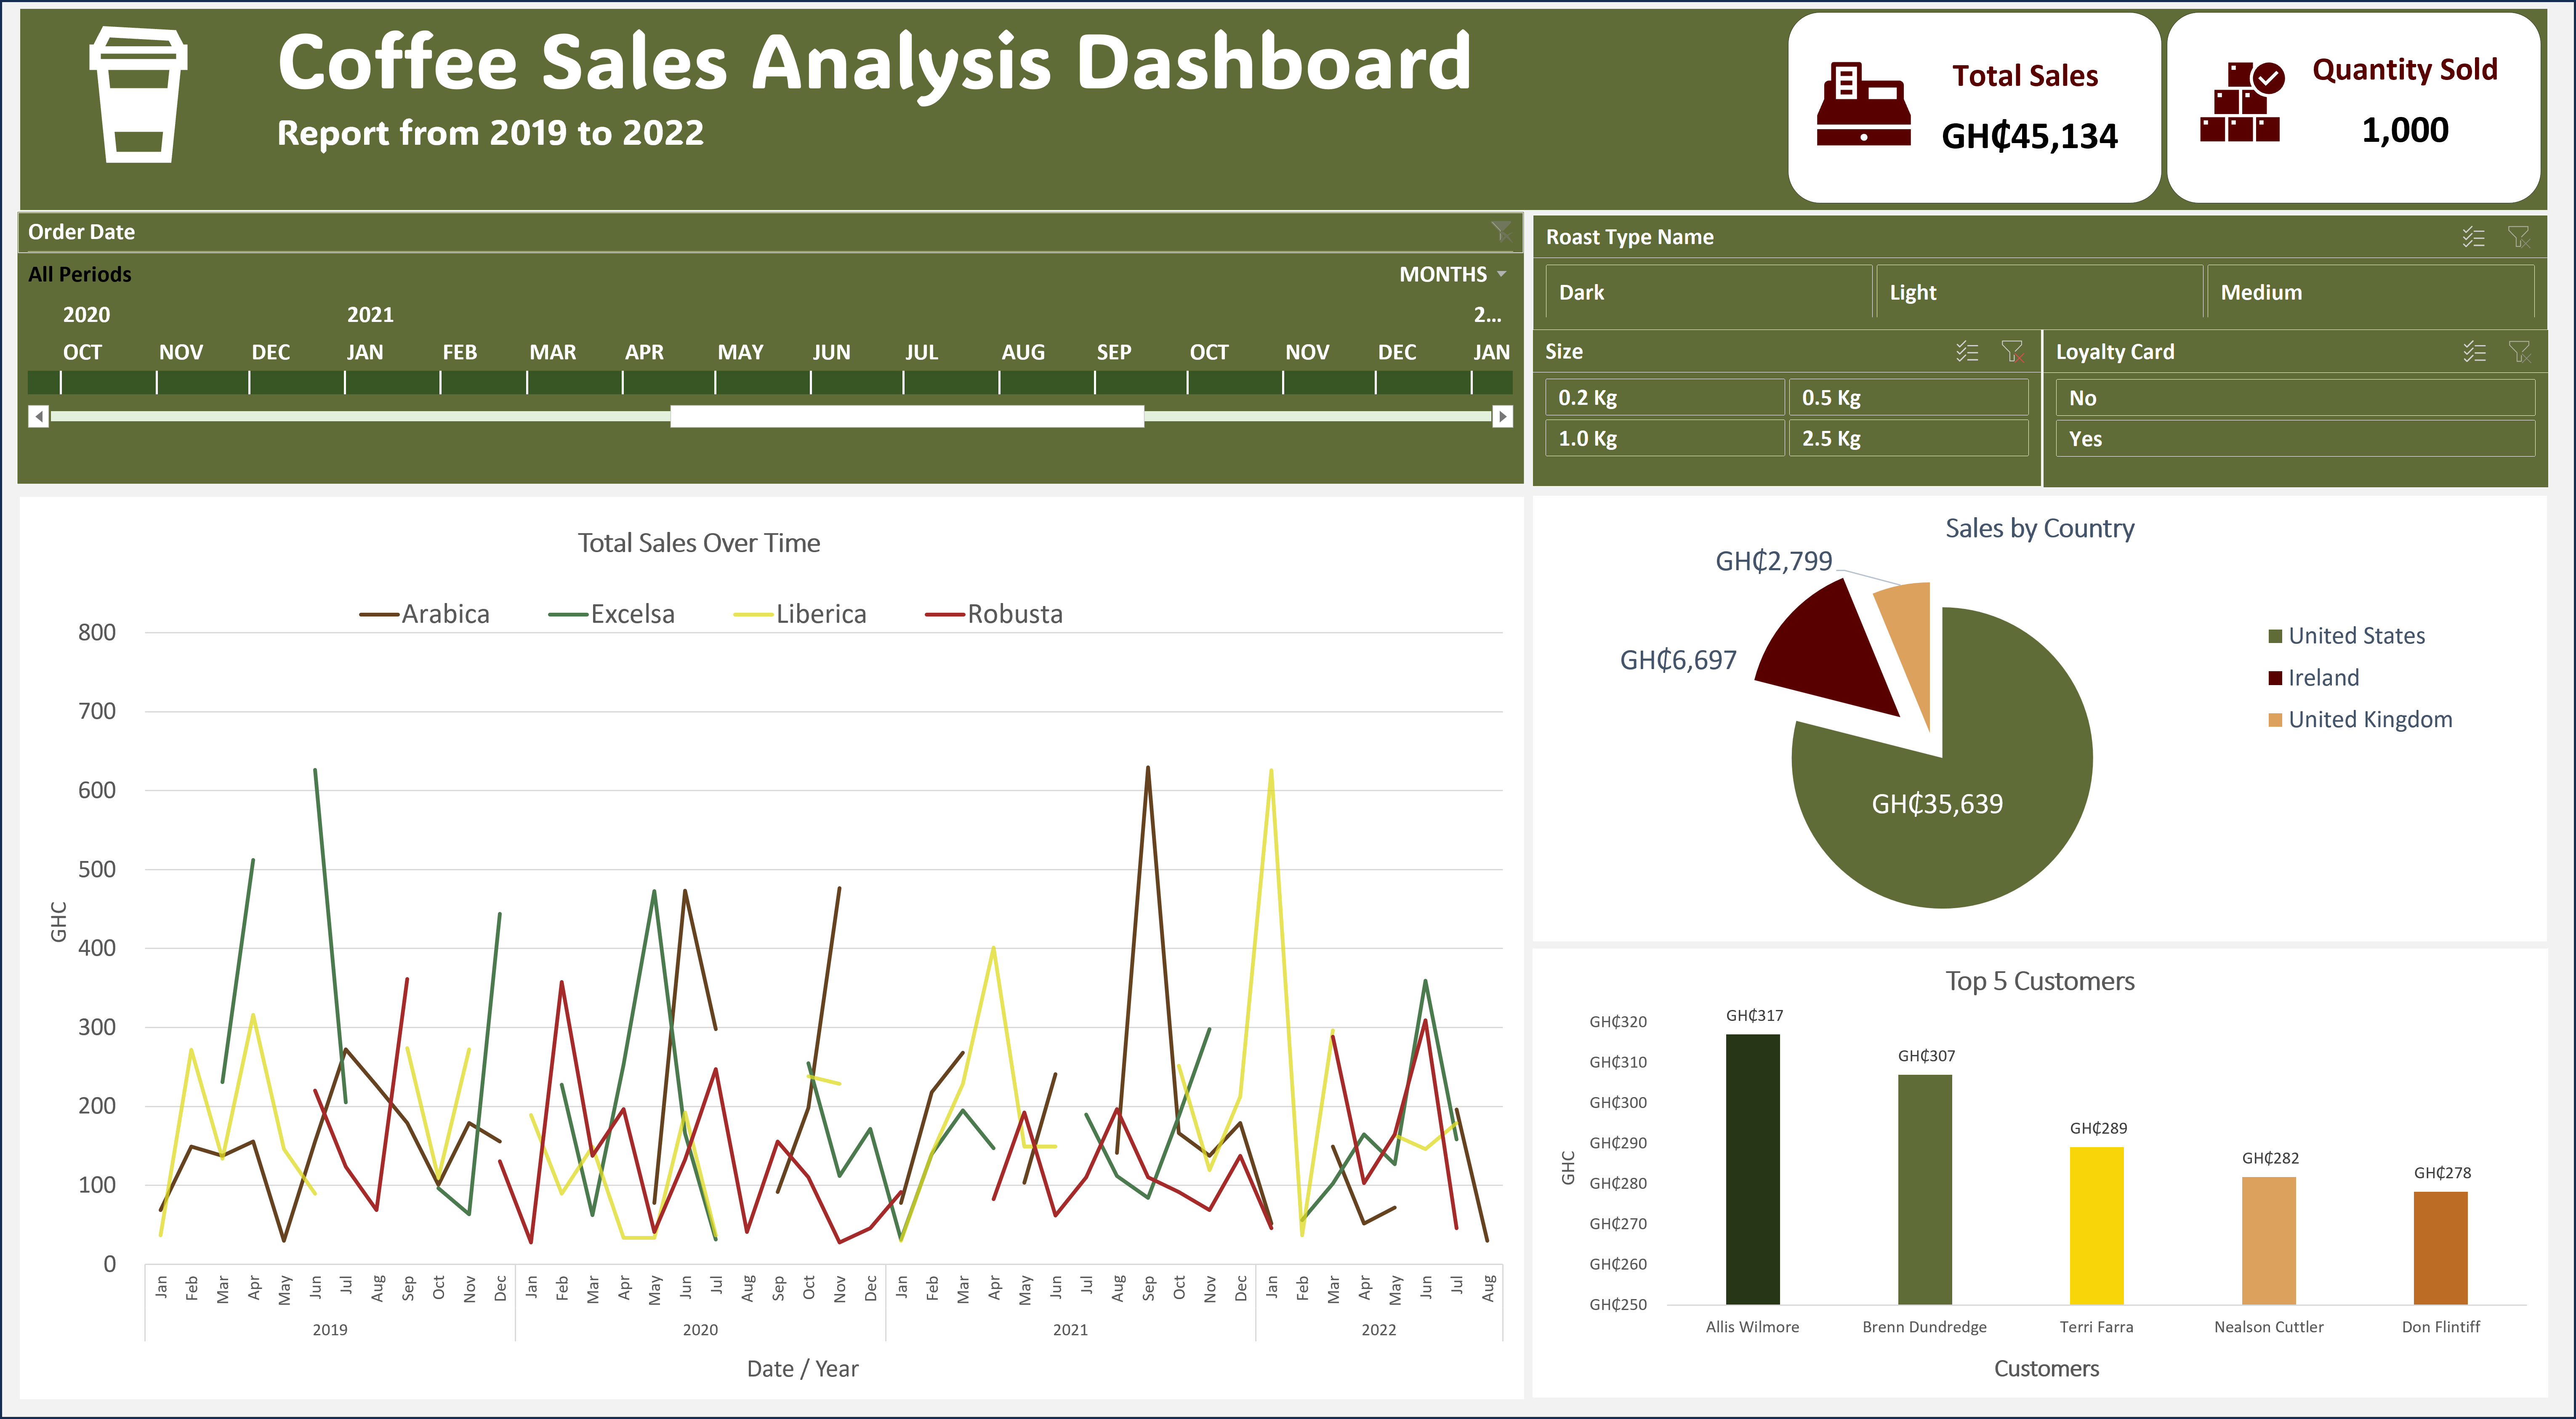 Coffee Sales Analysis Dashboard
Report from 2019 to 2022
Total Sales
GH₵45,134
Quantity Sold
1,000
Order Date
All Periods
MONTHS
2020 2021 2...
OCT NOV DEC JAN FEB MAR APR MAY JUN JUL AUG SEP OCT NOV DEC JAN
Roast Type Name
Dark Light Medium
Size
0.2 Kg 0.5 Kg
1.0 Kg 2.5 Kg
Loyalty Card
No
Yes
Total Sales Over Time
Arabica Excelsa Liberica Robusta
800
700
600
500
400
300
200
100
0
GHC
Jan Feb Mar Apr May Jun Jul Aug Sep Oct Nov Dec Jan Feb Mar Apr May Jun Jul Aug Sep Oct Nov Dec Jan Feb Mar Apr May Jun Jul Aug Sep Oct Nov Dec Jan Feb Mar Apr May Jun Jul Aug
2019 2020 2021 2022
Date / Year
Sales by Country
GH₵2,799
GH₵6,697
GH₵35,639
United States
Ireland
United Kingdom
Top 5 Customers
GH₵320
GH₵310
GH₵300
GH₵290
GH₵280
GH₵270
GH₵260
GH₵250
GHC
GH₵317
GH₵307
GH₵289
GH₵282
GH₵278
Allis Wilmore Brenn Dundredge Terri Farra Nealson Cuttler Don Flintiff
Customers